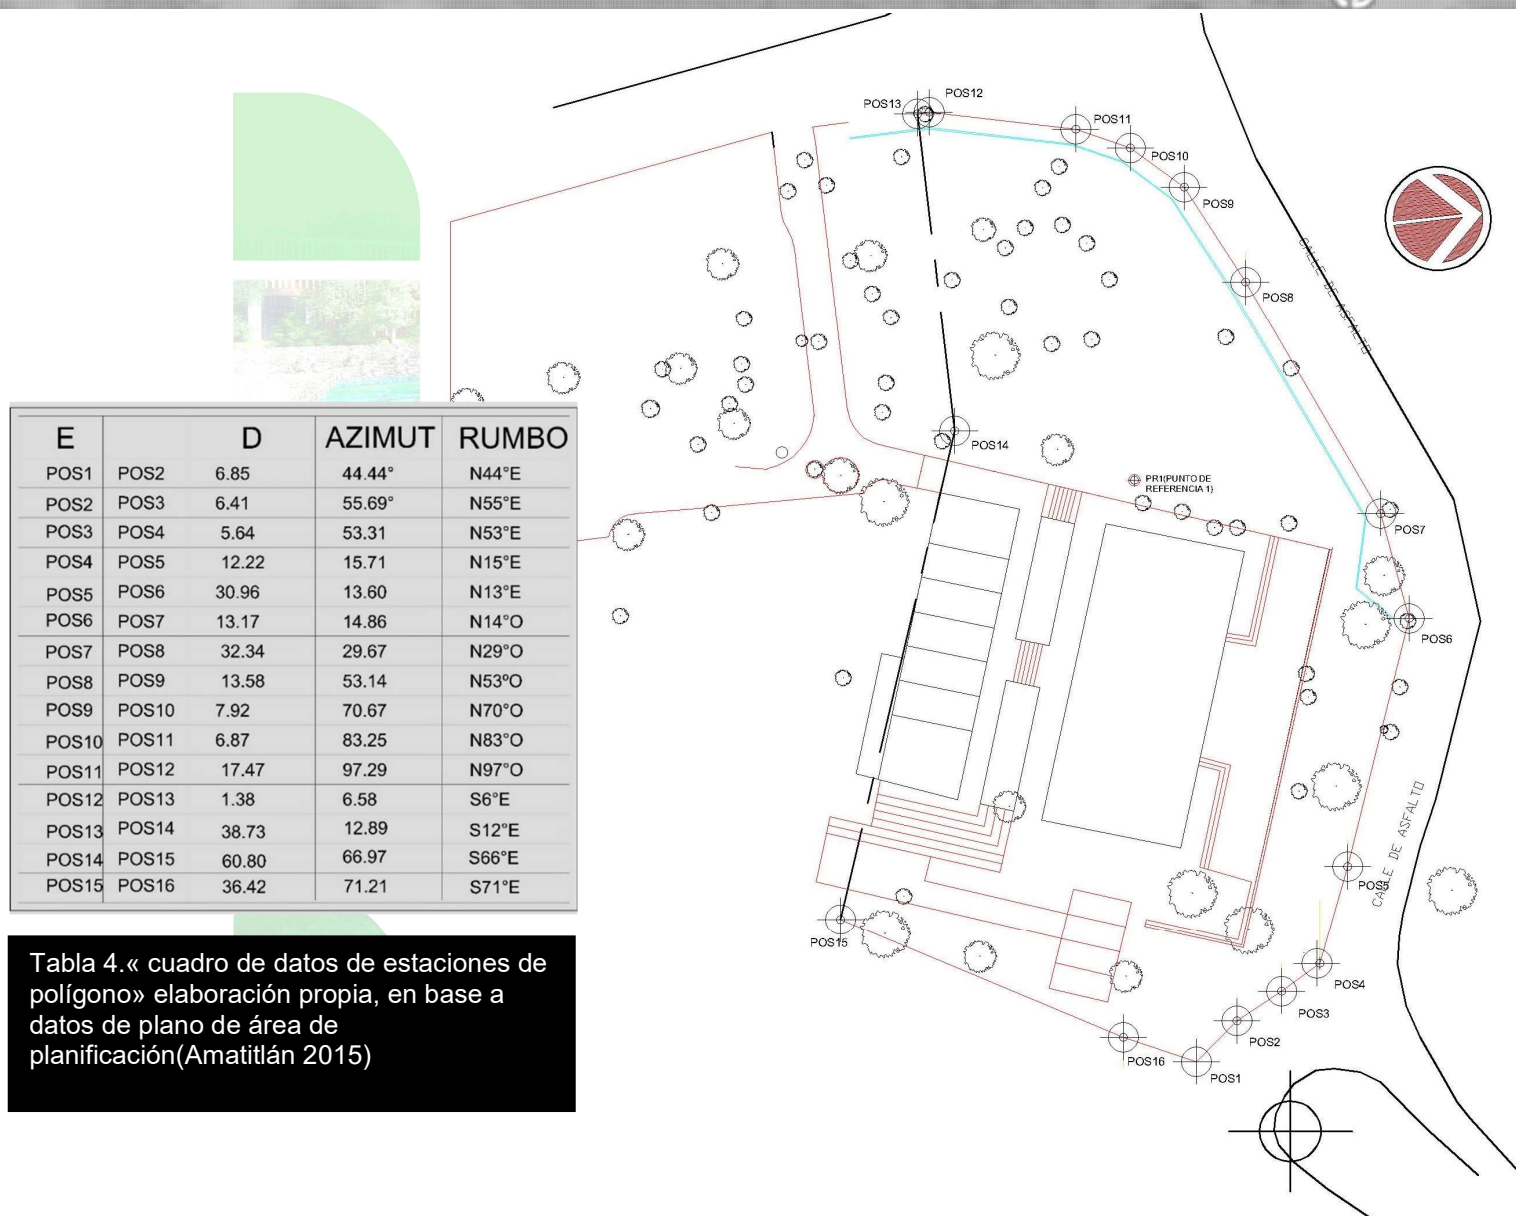 POS13
POS12
POS11
POS10
POS9
CALLE DE ASFALTO
POS8
POS14
PR1(PUNTO DE
REFERENCIA 1)
POS7
POS6
CALLE DE ASFALTO
POS5
POS15
POS4
POS3
POS2
POS16
POS1
E D AZIMUT RUMBO
POS1 POS2 6.85 44.44° N44°E
POS2 POS3 6.41 55.69° N55°E
POS3 POS4 5.64 53.31 N53°E
POS4 POS5 12.22 15.71 N15°E
POS5 POS6 30.96 13.60 N13°E
POS6 POS7 13.17 14.86 N14°O
POS7 POS8 32.34 29.67 N29°O
POS8 POS9 13.58 53.14 N53°O
POS9 POS10 7.92 70.67 N70°O
POS10 POS11 6.87 83.25 N83°O
POS11 POS12 17.47 97.29 N97°O
POS12 POS13 1.38 6.58 S6°E
POS13 POS14 38.73 12.89 S12°E
POS14 POS15 60.80 66.97 S66°E
POS15 POS16 36.42 71.21 S71°E
Tabla 4.« cuadro de datos de estaciones de
polígono» elaboración propia, en base a
datos de plano de área de
planificación(Amatitlán 2015)